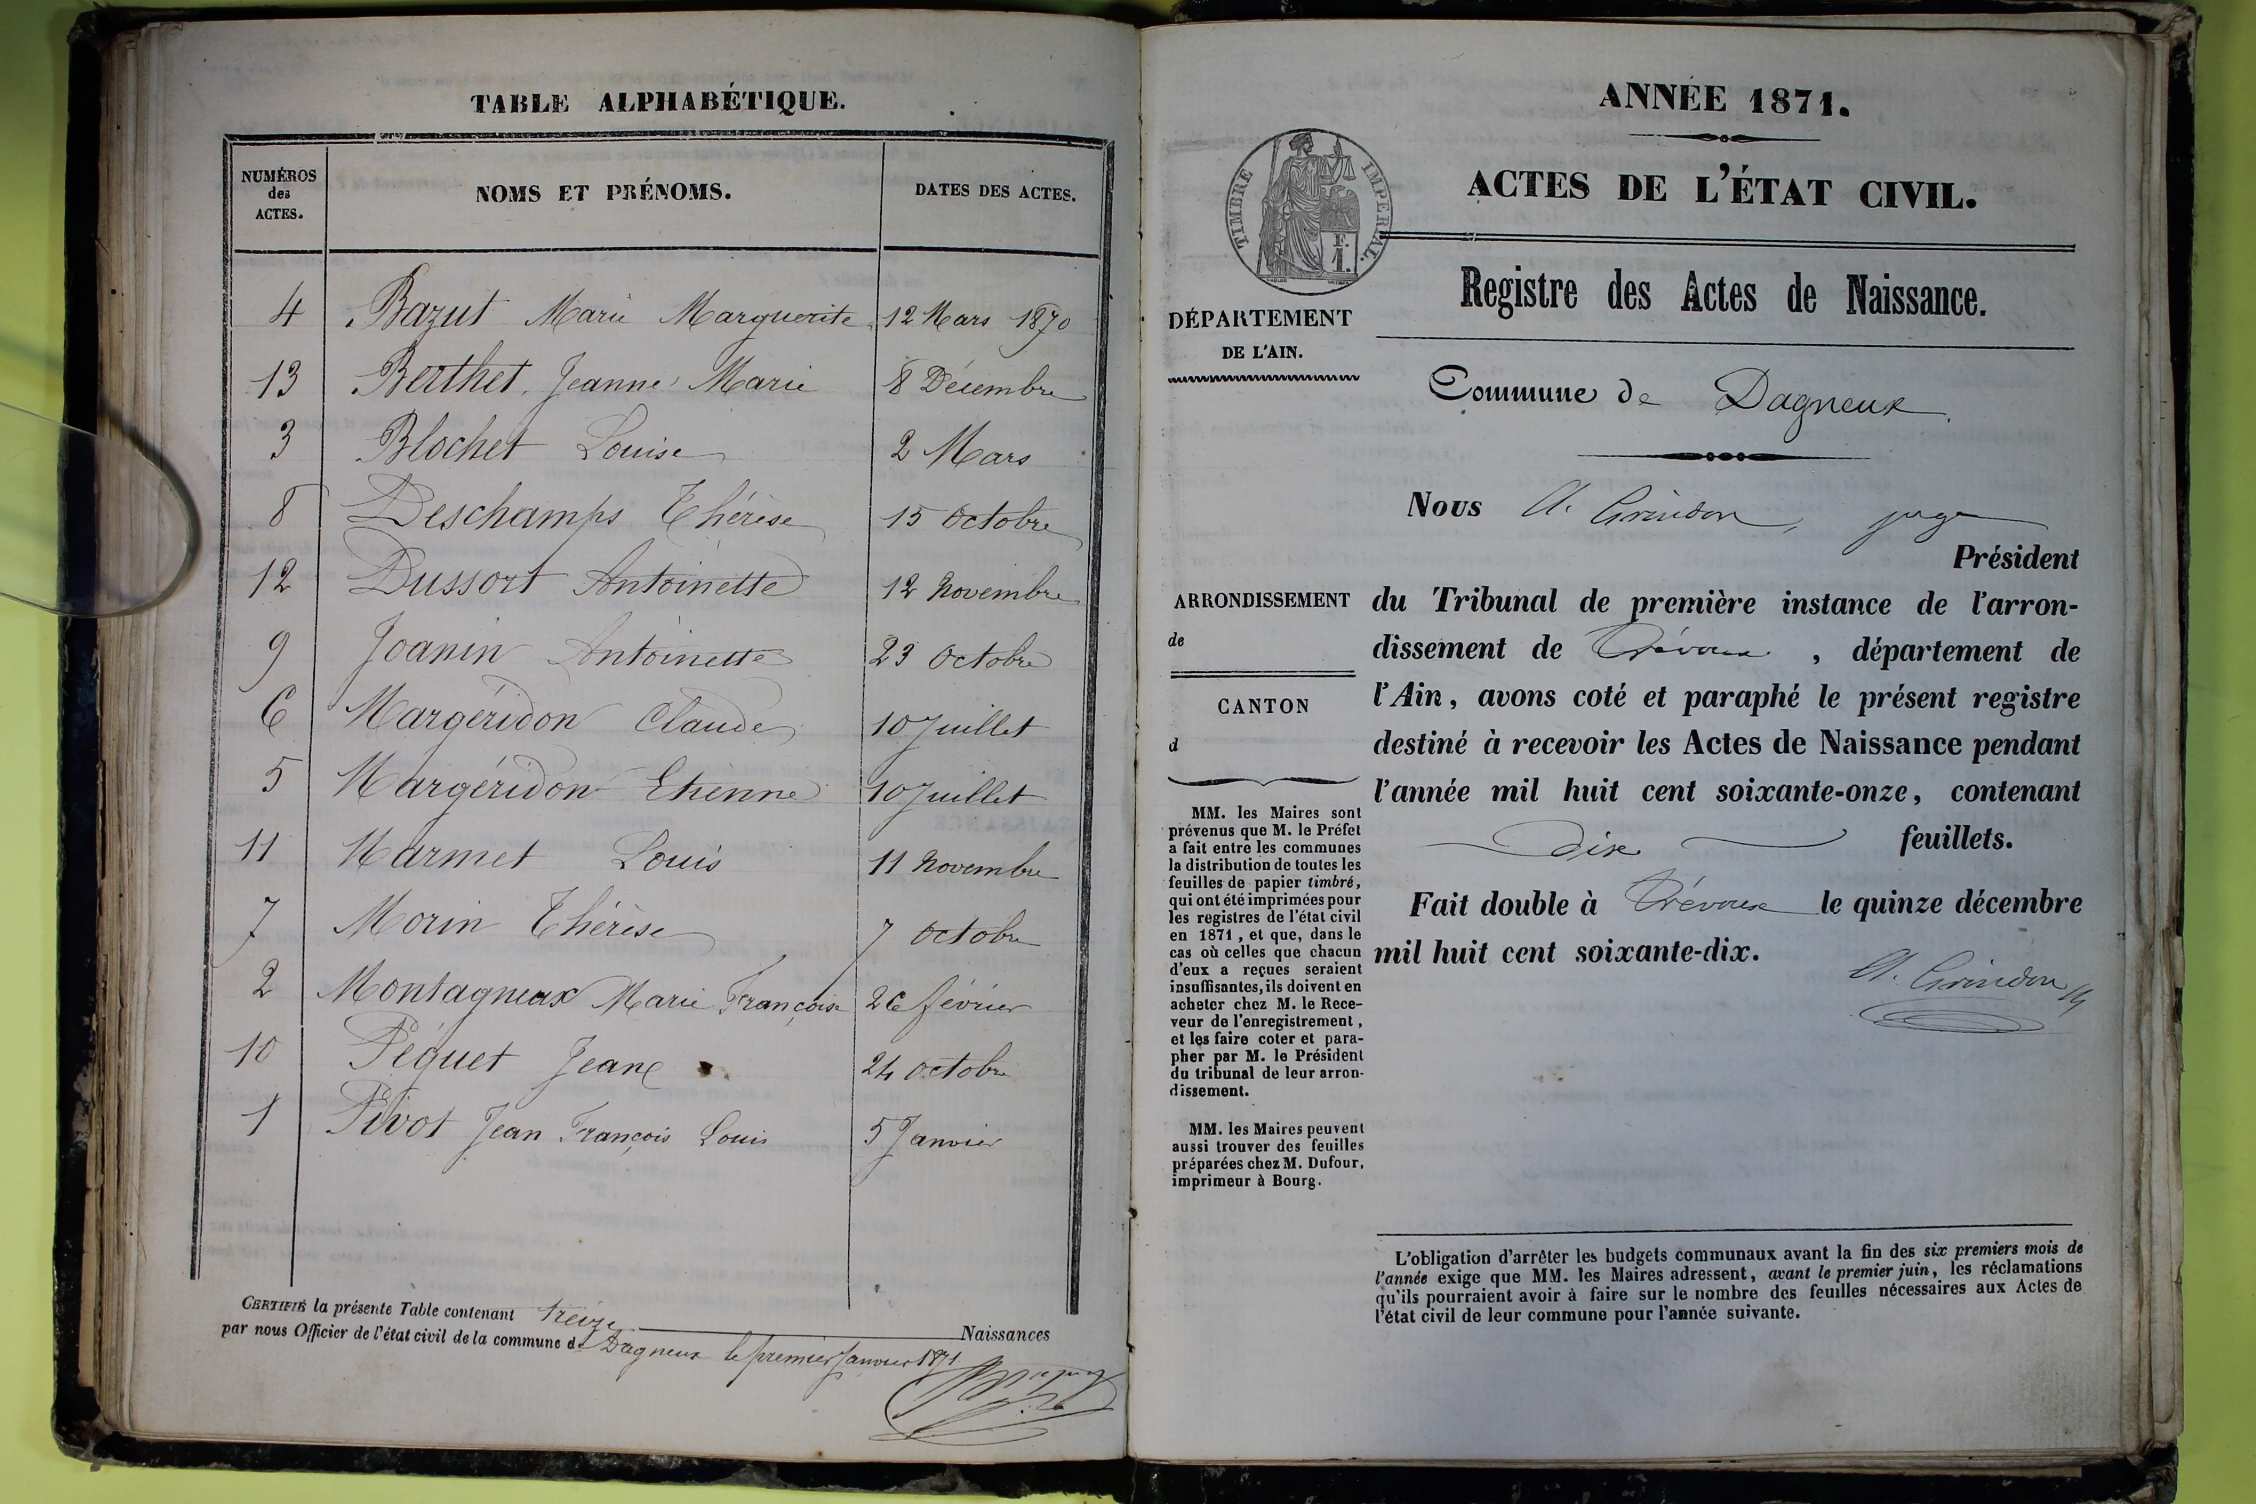 TABLE ALPHABÉTIQUE.
NUMÉROS des ACTES. NOMS ET PRÉNOMS. DATES DES ACTES.
4 Bazut Marie Marguerite 12 Mars 1870
13 Berthet Jeanne Marie 8 Décembre
3 Blochet Louise 2 Mars
8 Deschamps Thérèse 15 Octobre
12 Dussort Antoinette 12 Novembre
9 Joanin Antoinette 23 Octobre
6 Margéridon Claude 10 Juillet
5 Margéridon Etienne 10 Juillet
11 Marmet Louis 11 Novembre
7 Morin Thérèse 7 Octobre
2 Montagneux Marie Françoise 26 février
10 Péguet Jean 24 Octobre
1 Pivot Jean François Louis 5 Janvier
CERTIFIÉ la présente Table contenant treize Naissances
par nous Officier de l'état civil de la commune de Dagneux le premier Janvier 1871
ANNÉE 1871.
TIMBRE IMPÉRIAL.
F. 1.
ACTES DE L'ÉTAT CIVIL.
Registre des Actes de Naissance.
DÉPARTEMENT
DE L'AIN.
Commune de Dagneux
Nous A. Grindon, juge
Président
du Tribunal de première instance de l'arron-
dissement de Trévoux, département de
l'Ain, avons coté et paraphé le présent registre
destiné à recevoir les Actes de Naissance pendant
l'année mil huit cent soixante-onze, contenant
dix feuillets.
Fait double à Trévoux le quinze décembre
mil huit cent soixante-dix.
A. Grindon
ARRONDISSEMENT
de
CANTON
d
MM. les Maires sont
prévenus que M. le Préfet
a fait entre les communes
la distribution de toutes les
feuilles de papier timbré,
qui ont été imprimées pour
les registres de l'état civil
en 1871, et que, dans le
cas où celles que chacun
d'eux a reçues seraient
insuffisantes, ils doivent en
acheter chez M. le Rece-
veur de l'enregistrement,
et les faire coter et para-
pher par M. le Président
du tribunal de leur arron-
dissement.
MM. les Maires peuvent
aussi trouver des feuilles
préparées chez M. Dufour,
imprimeur à Bourg.
L'obligation d'arrêter les budgets communaux avant la fin des six premiers mois de
l'année exige que MM. les Maires adressent, avant le premier juin, les réclamations
qu'ils pourraient avoir à faire sur le nombre des feuilles nécessaires aux Actes de
l'état civil de leur commune pour l'année suivante.